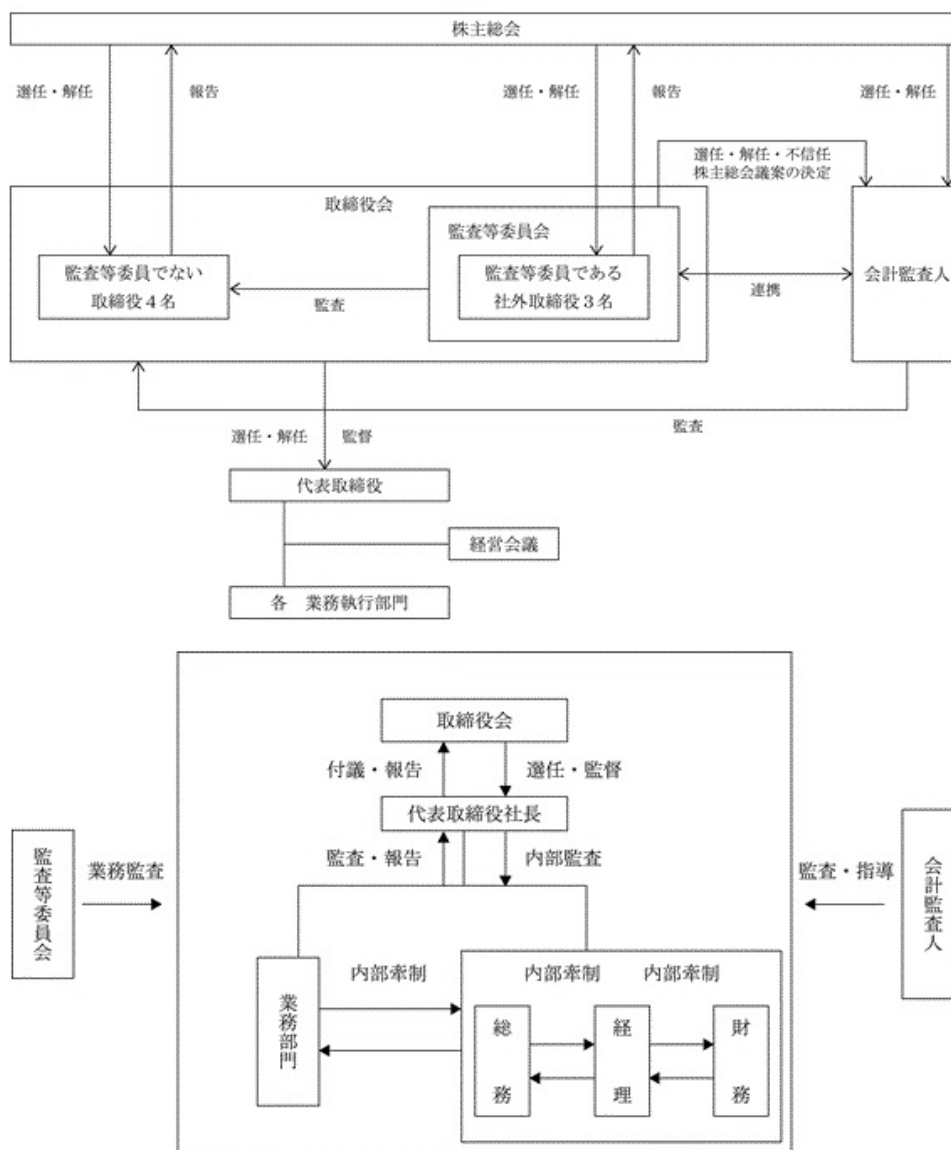 株主総会
選任・解任
報告
選任・解任
報告
選任・解任
選任・解任・不信任
株主総会議案の決定
取締役会
監査等委員会
監査等委員でない
取締役4名
監査
監査等委員である
社外取締役3名
連携
会計監査人
監査
選任・解任
監督
代表取締役
経営会議
各 業務執行部門
取締役会
付議・報告
選任・監督
代表取締役社長
監査・報告
内部監査
監査等委員会
業務監査
監査・指導
会計監査人
業務部門
内部牽制
内部牽制
内部牽制
総務
経理
財務